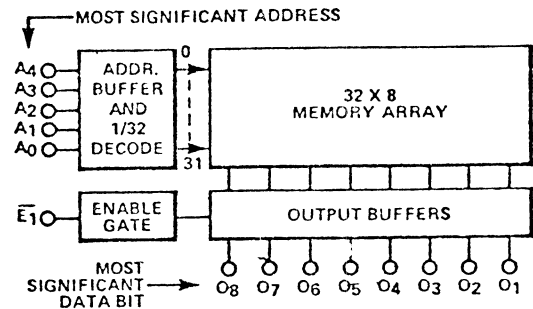 MOST SIGNIFICANT ADDRESS
A4
A3
A2
A1
A0
ADDR.
BUFFER
AND
1/32
DECODE
0
31
32 X 8
MEMORY ARRAY
E1
ENABLE
GATE
OUTPUT BUFFERS
MOST
SIGNIFICANT
DATA BIT
O8 O7 O6 O5 O4 O3 O2 O1